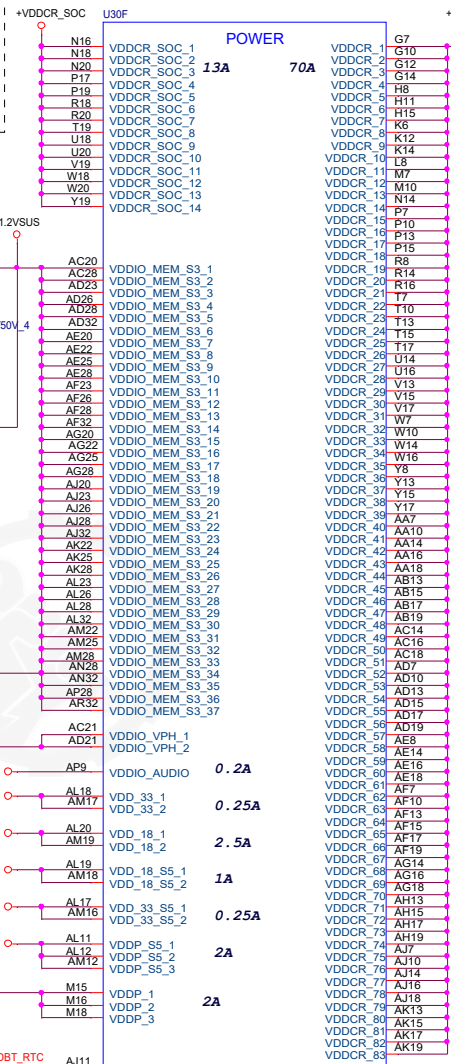 +VDDCR_SOC
U30F
+
POWER
13A
70A
N16 VDDCR_SOC_1
N18 VDDCR_SOC_2
N20 VDDCR_SOC_3
P17 VDDCR_SOC_4
P19 VDDCR_SOC_5
R18 VDDCR_SOC_6
R20 VDDCR_SOC_7
T19 VDDCR_SOC_8
U18 VDDCR_SOC_9
U20 VDDCR_SOC_10
V19 VDDCR_SOC_11
W18 VDDCR_SOC_12
W20 VDDCR_SOC_13
Y19 VDDCR_SOC_14
1.2VSUS
AC20 VDDIO_MEM_S3_1
AC28 VDDIO_MEM_S3_2
AD23 VDDIO_MEM_S3_3
AD26 VDDIO_MEM_S3_4
AD28 VDDIO_MEM_S3_5
AD32 VDDIO_MEM_S3_6
50V_4
AE20 VDDIO_MEM_S3_7
AE22 VDDIO_MEM_S3_8
AE25 VDDIO_MEM_S3_9
AE28 VDDIO_MEM_S3_10
AF23 VDDIO_MEM_S3_11
AF26 VDDIO_MEM_S3_12
AF28 VDDIO_MEM_S3_13
AF32 VDDIO_MEM_S3_14
AG20 VDDIO_MEM_S3_15
AG22 VDDIO_MEM_S3_16
AG25 VDDIO_MEM_S3_17
AG28 VDDIO_MEM_S3_18
AJ20 VDDIO_MEM_S3_19
AJ23 VDDIO_MEM_S3_20
AJ26 VDDIO_MEM_S3_21
AJ28 VDDIO_MEM_S3_22
AJ32 VDDIO_MEM_S3_23
AK22 VDDIO_MEM_S3_24
AK25 VDDIO_MEM_S3_25
AK28 VDDIO_MEM_S3_26
AL23 VDDIO_MEM_S3_27
AL26 VDDIO_MEM_S3_28
AL28 VDDIO_MEM_S3_29
AL32 VDDIO_MEM_S3_30
AM22 VDDIO_MEM_S3_31
AM25 VDDIO_MEM_S3_32
AM28 VDDIO_MEM_S3_33
AN28 VDDIO_MEM_S3_34
AN32 VDDIO_MEM_S3_35
AP28 VDDIO_MEM_S3_36
AR32 VDDIO_MEM_S3_37
AC21 VDDIO_VPH_1
AD21 VDDIO_VPH_2
AP9 VDDIO_AUDIO 0.2A
AL18 VDD_33_1
AM17 VDD_33_2
0.25A
AL20 VDD_18_1
AM19 VDD_18_2
2.5A
AL19 VDD_18_S5_1
AM18 VDD_18_S5_2
1A
AL17 VDD_33_S5_1
AM16 VDD_33_S5_2
0.25A
AL11 VDDP_S5_1
AL12 VDDP_S5_2
AM12 VDDP_S5_3
2A
M15 VDDP_1
M16 VDDP_2
M18 VDDP_3
2A
OBT_RTC
AJ11
VDDCR_1 G7
VDDCR_2 G10
VDDCR_3 G12
VDDCR_4 G14
VDDCR_5 H8
VDDCR_6 H11
VDDCR_7 H15
VDDCR_8 K6
VDDCR_9 K12
VDDCR_10 K14
VDDCR_11 L8
VDDCR_12 M7
VDDCR_13 M10
VDDCR_14 N14
VDDCR_15 P7
VDDCR_16 P10
VDDCR_17 P13
VDDCR_18 P15
VDDCR_19 R8
VDDCR_20 R14
VDDCR_21 R16
VDDCR_22 T7
VDDCR_23 T10
VDDCR_24 T13
VDDCR_25 T15
VDDCR_26 T17
VDDCR_27 U14
VDDCR_28 U16
VDDCR_29 V13
VDDCR_30 V15
VDDCR_31 V17
VDDCR_32 W7
VDDCR_33 W10
VDDCR_34 W14
VDDCR_35 W16
VDDCR_36 Y8
VDDCR_37 Y13
VDDCR_38 Y15
VDDCR_39 Y17
VDDCR_40 AA7
VDDCR_41 AA10
VDDCR_42 AA14
VDDCR_43 AA16
VDDCR_44 AA18
VDDCR_45 AB13
VDDCR_46 AB15
VDDCR_47 AB17
VDDCR_48 AB19
VDDCR_49 AC14
VDDCR_50 AC16
VDDCR_51 AC18
VDDCR_52 AD7
VDDCR_53 AD10
VDDCR_54 AD13
VDDCR_55 AD15
VDDCR_56 AD17
VDDCR_57 AD19
VDDCR_58 AE8
VDDCR_59 AE14
VDDCR_60 AE16
VDDCR_61 AE18
VDDCR_62 AF7
VDDCR_63 AF10
VDDCR_64 AF13
VDDCR_65 AF15
VDDCR_66 AF17
VDDCR_67 AF19
VDDCR_68 AG14
VDDCR_69 AG16
VDDCR_70 AG18
VDDCR_71 AH13
VDDCR_72 AH15
VDDCR_73 AH17
VDDCR_74 AH19
VDDCR_75 AJ7
VDDCR_76 AJ10
VDDCR_77 AJ14
VDDCR_78 AJ16
VDDCR_79 AJ18
VDDCR_80 AK13
VDDCR_81 AK15
VDDCR_82 AK17
VDDCR_83 AK19